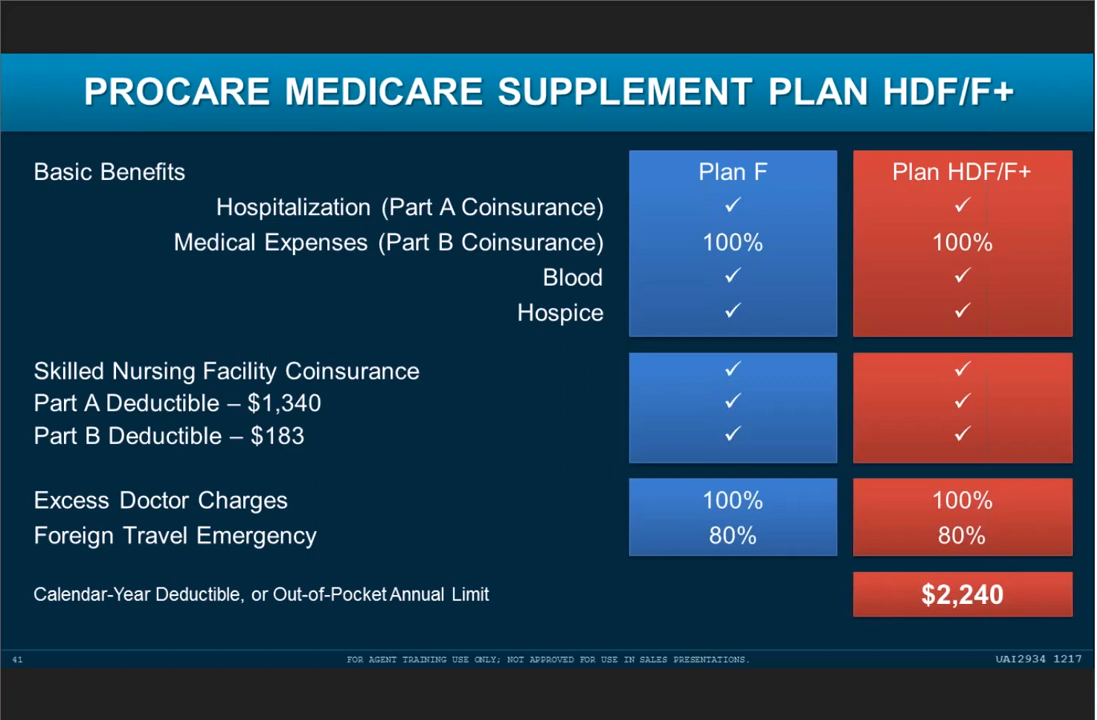 PROCARE MEDICARE SUPPLEMENT PLAN HDF/F+
Basic Benefits Plan F Plan HDF/F+
Hospitalization (Part A Coinsurance) ✓ ✓
Medical Expenses (Part B Coinsurance) 100% 100%
Blood ✓ ✓
Hospice ✓ ✓
Skilled Nursing Facility Coinsurance ✓ ✓
Part A Deductible – $1,340 ✓ ✓
Part B Deductible – $183 ✓ ✓
Excess Doctor Charges 100% 100%
Foreign Travel Emergency 80% 80%
Calendar-Year Deductible, or Out-of-Pocket Annual Limit $2,240
41 FOR AGENT TRAINING USE ONLY; NOT APPROVED FOR USE IN SALES PRESENTATIONS. UAI2934 1217